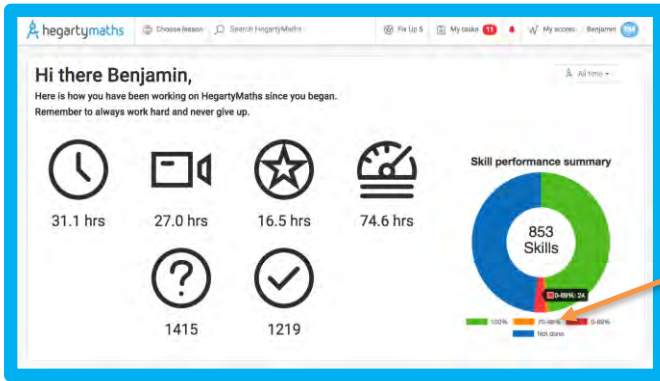 hegartymaths
Choose lesson
Search HegartyMaths
Fix Up 5
My tasks 11
My access
Benjamin
Hi there Benjamin,
All time
Here is how you have been working on HegartyMaths since you began.
Remember to always work hard and never give up.
Skill performance summary
31.1 hrs
27.0 hrs
16.5 hrs
74.6 hrs
853
Skills
0-69%: 24
1415
1219
100%
70-99%
0-69%
Not done